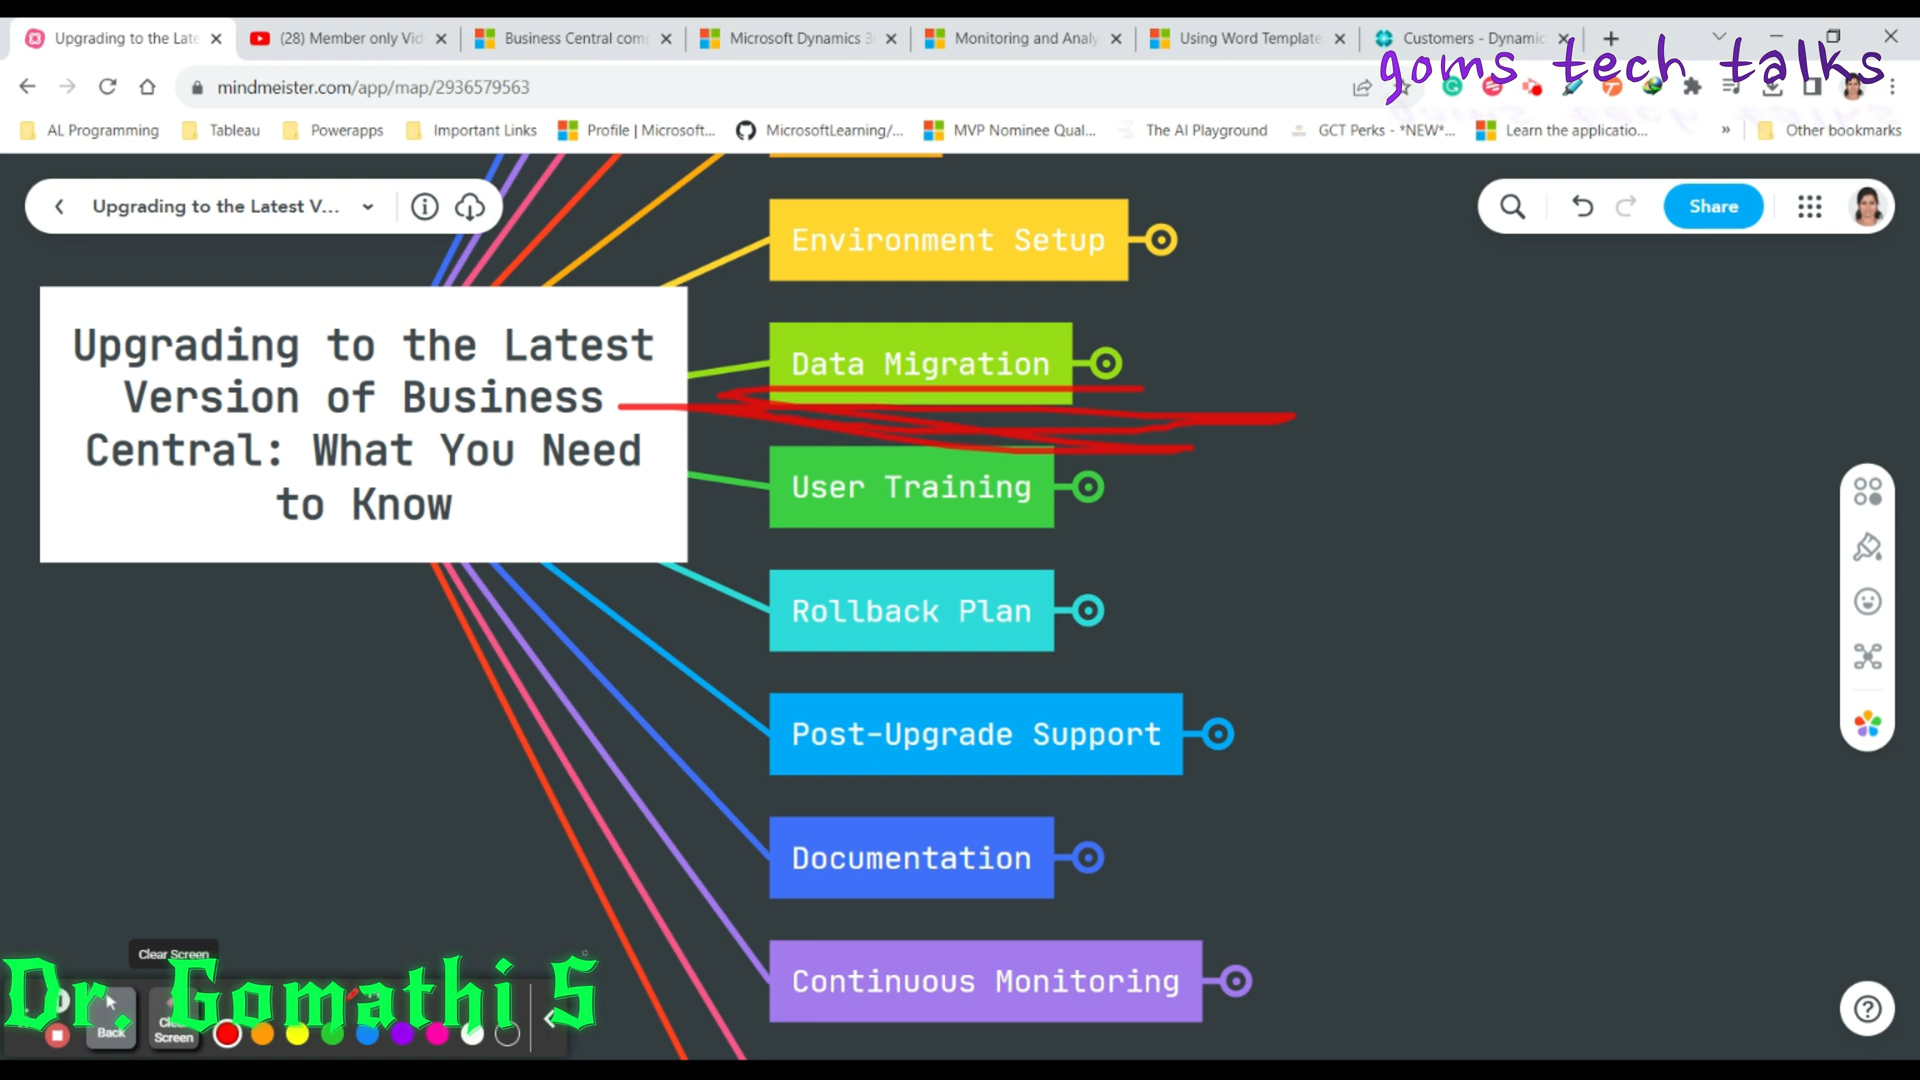 Upgrading to the Late
(28) Member only Vid
Business Central comp
Microsoft Dynamics 3
Monitoring and Analy
Using Word Template
Customers - Dynamic
goms tech talks
mindmeister.com/app/map/2936579563
AL Programming
Tableau
Powerapps
Important Links
Profile | Microsoft...
MicrosoftLearning/...
MVP Nominee Qual...
The AI Playground
GCT Perks - *NEW*...
Learn the applicatio...
»
Other bookmarks
Upgrading to the Latest V...
Share
Environment Setup
Upgrading to the Latest
Version of Business
Central: What You Need
to Know
Data Migration
User Training
Rollback Plan
Post-Upgrade Support
Documentation
Continuous Monitoring
Clear Screen
Dr. Gomathi S
Back
Screen